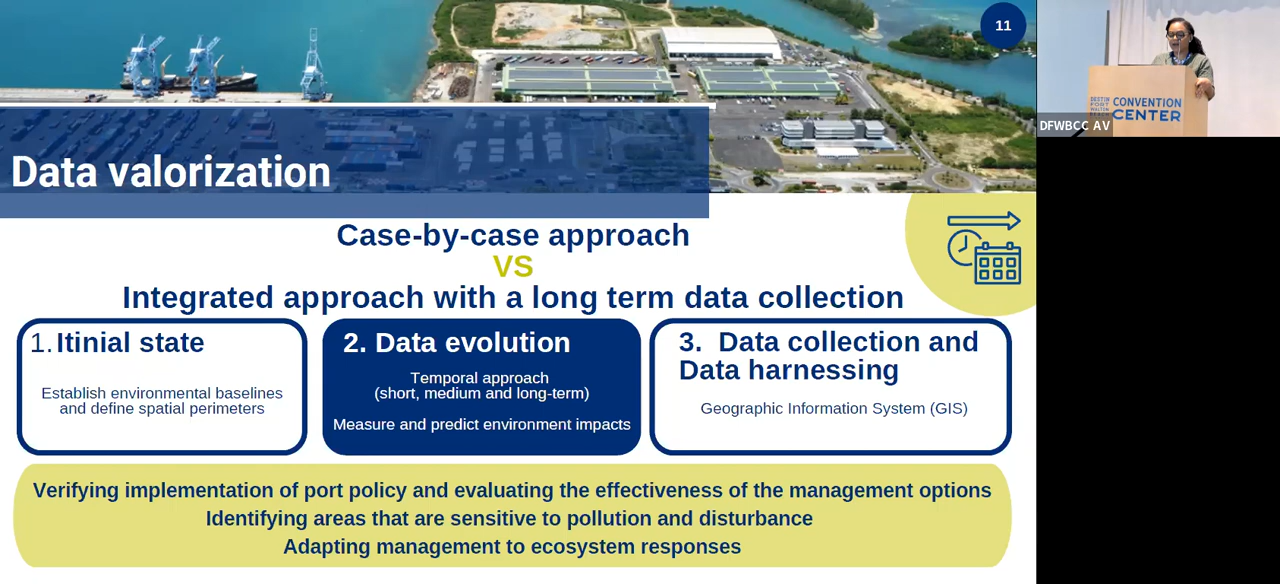 11
Data valorization
Case-by-case approach
VS
Integrated approach with a long term data collection
1. Itinial state
Establish environmental baselines
and define spatial perimeters
2. Data evolution
Temporal approach
(short, medium and long-term)
Measure and predict environment impacts
3. Data collection and
Data harnessing
Geographic Information System (GIS)
Verifying implementation of port policy and evaluating the effectiveness of the management options
Identifying areas that are sensitive to pollution and disturbance
Adapting management to ecosystem responses
DESTIN
FORT
WALTON
BEACH
CONVENTION
CENTER
DFWBCC AV